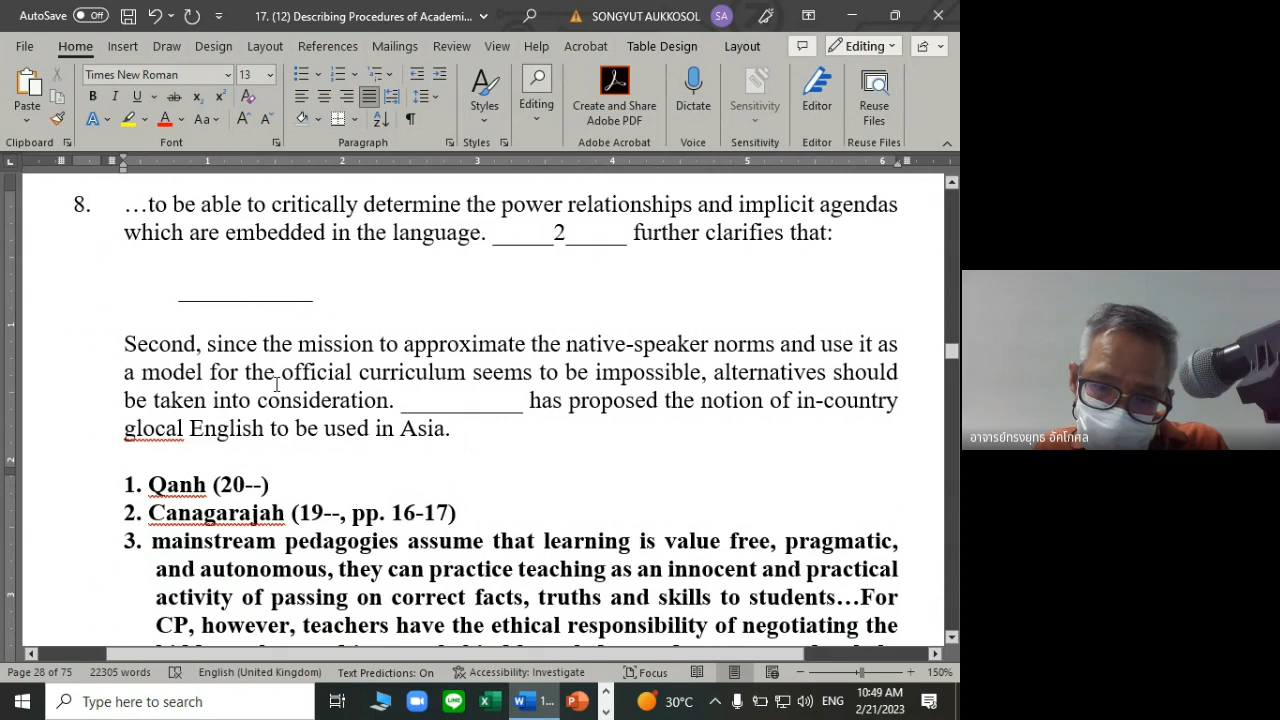 AutoSave Off 17. (12) Describing Procedures of Academi... SONGYUT AUKKOSOL SA
File Home Insert Draw Design Layout References Mailings Review View Help Acrobat Table Design Layout Editing
Times New Roman 13
Paste Styles Editing Create and Share Adobe PDF Dictate Sensitivity Editor Reuse Files
Clipboard Font Paragraph Styles Adobe Acrobat Voice Sensitivity Editor Reuse Files
1 2 3 4 5 6
8. …to be able to critically determine the power relationships and implicit agendas
which are embedded in the language. _____2_____ further clarifies that:
___________
Second, since the mission to approximate the native-speaker norms and use it as
a model for the official curriculum seems to be impossible, alternatives should
be taken into consideration. __________ has proposed the notion of in-country
glocal English to be used in Asia.
1. Qanh (20--)
2. Canagarajah (19--, pp. 16-17)
3. mainstream pedagogies assume that learning is value free, pragmatic,
and autonomous, they can practice teaching as an innocent and practical
activity of passing on correct facts, truths and skills to students…For
CP, however, teachers have the ethical responsibility of negotiating the
อาจารย์ทรงยุทธ อัคโกศล
Page 28 of 75 22305 words English (United Kingdom) Text Predictions: On Accessibility: Investigate Focus 150%
Type here to search 1... 30°C ENG 10:49 AM
2/21/2023